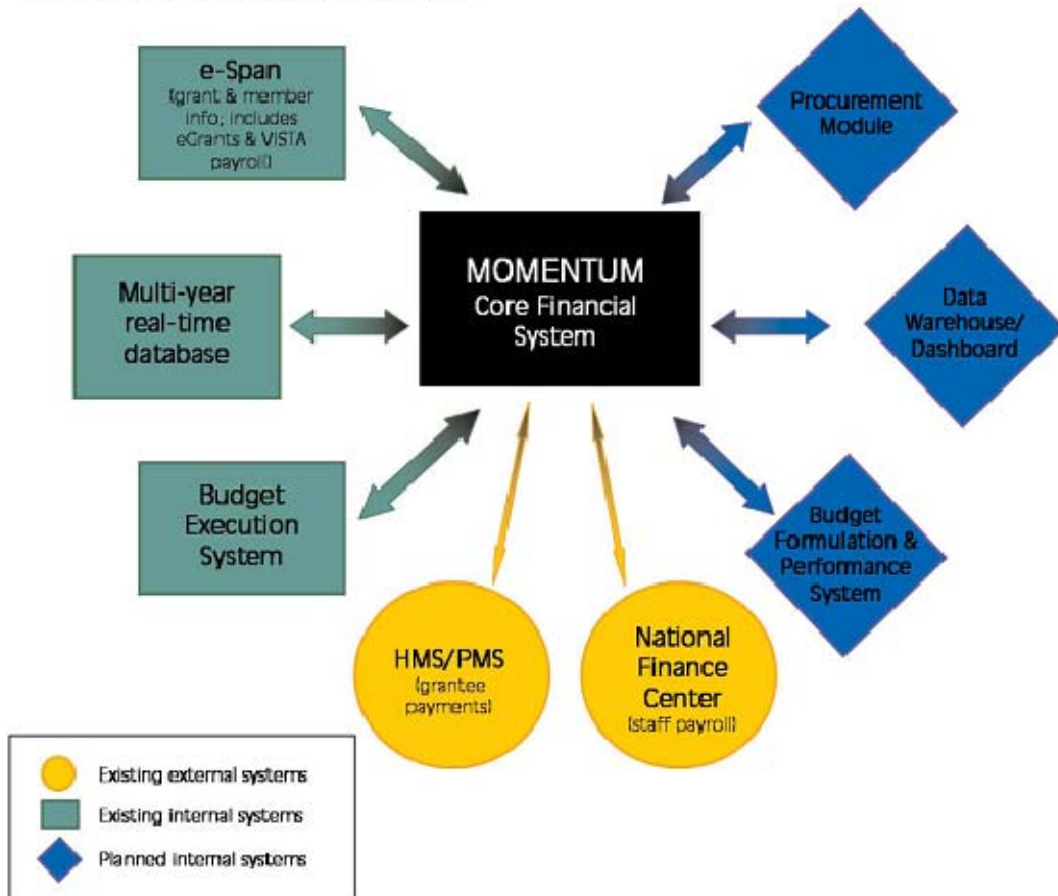 e-Span
(grant & member
info; includes
eGrants & VISTA
payroll)
Procurement
Module
MOMENTUM
Core Financial
System
Multi-year
real-time
database
Data
Warehouse/
Dashboard
Budget
Execution
System
Budget
Formulation &
Performance
System
HMS/PMS
(grantee
payments)
National
Finance
Center
(staff payroll)
Existing external systems
Existing internal systems
Planned internal systems